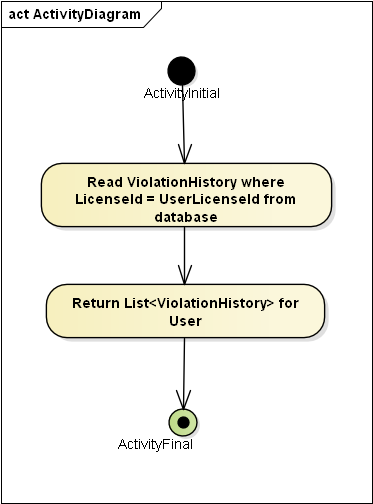 act ActivityDiagram
ActivityInitial
Read ViolationHistory where
LicenseId = UserLicenseId from
database
Return List<ViolationHistory> for
User
ActivityFinal